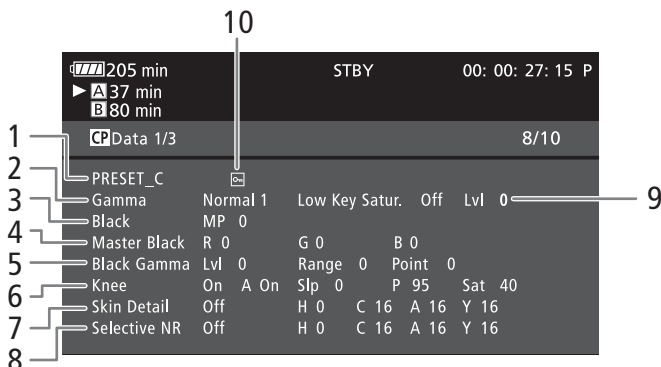 10
205 min STBY 00: 00: 27: 15 P
A 37 min
B 80 min
CP Data 1/3 8/10
1 PRESET_C
2 Gamma Normal 1 Low Key Satur. Off Lvl 0 9
3 Black MP 0
4 Master Black R 0 G 0 B 0
5 Black Gamma Lvl 0 Range 0 Point 0
6 Knee On A On Slp 0 P 95 Sat 40
7 Skin Detail Off H 0 C 16 A 16 Y 16
8 Selective NR Off H 0 C 16 A 16 Y 16